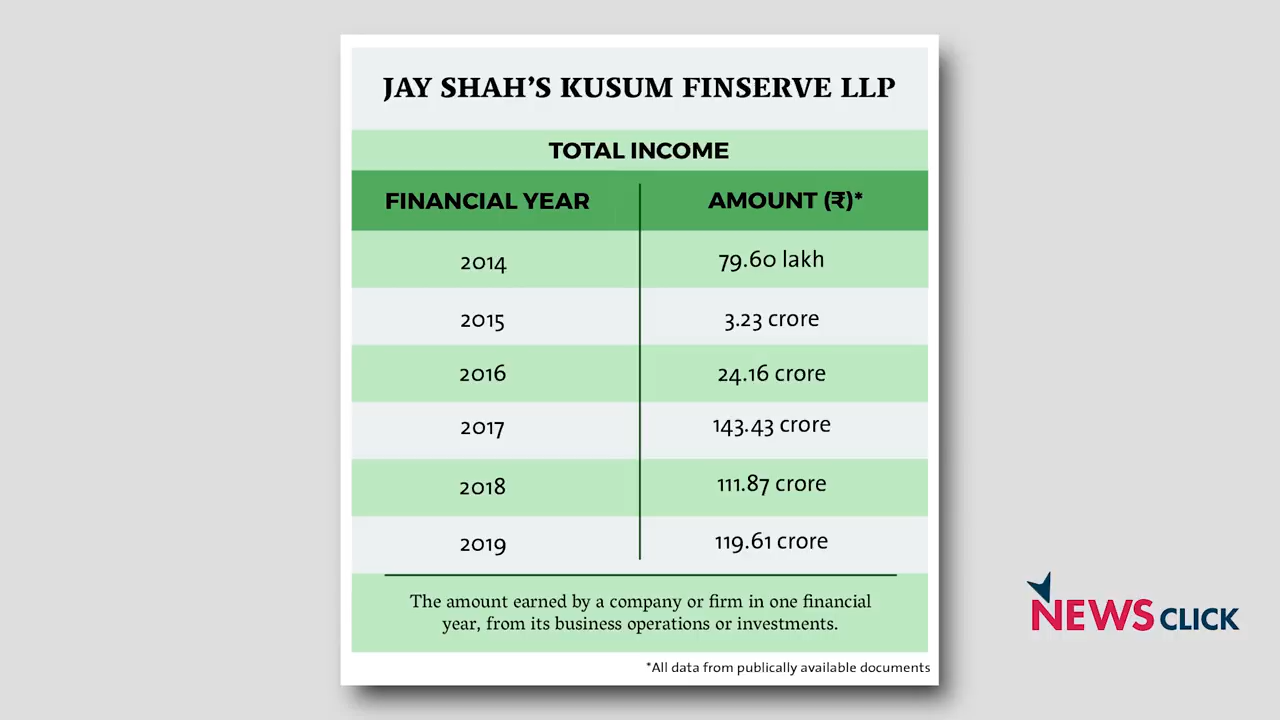 JAY SHAH'S KUSUM FINSERVE LLP
TOTAL INCOME
FINANCIAL YEAR AMOUNT (₹)*
2014 79.60 lakh
2015 3.23 crore
2016 24.16 crore
2017 143.43 crore
2018 111.87 crore
2019 119.61 crore
The amount earned by a company or firm in one financial
year, from its business operations or investments.
*All data from publically available documents
NEWS CLICK